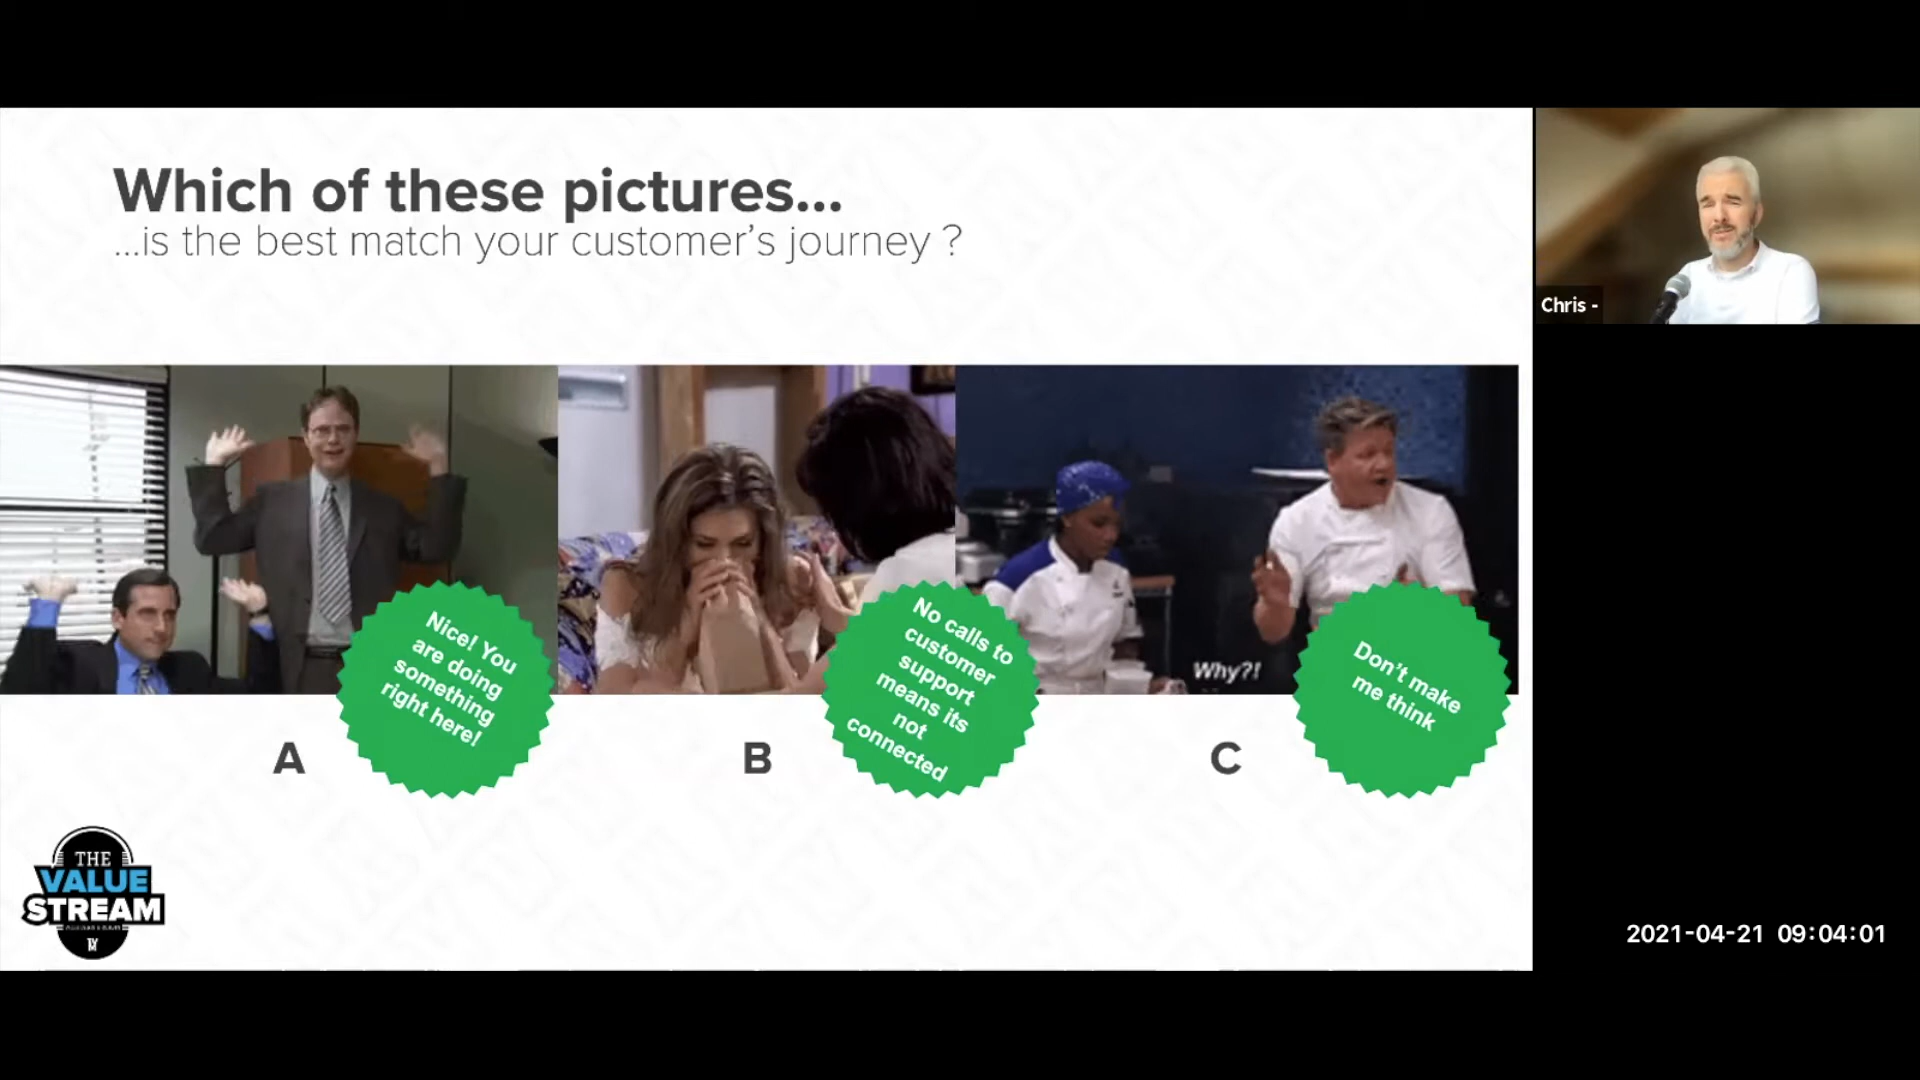 Which of these pictures...
...is the best match your customer's journey ?
Chris -
Nice! You
are doing
something
right here!
No calls to
customer
support
means its
not
connected
Why?!
Don't make
me think
A
B
C
THE
VALUE
STREAM
2021-04-21 09:04:01